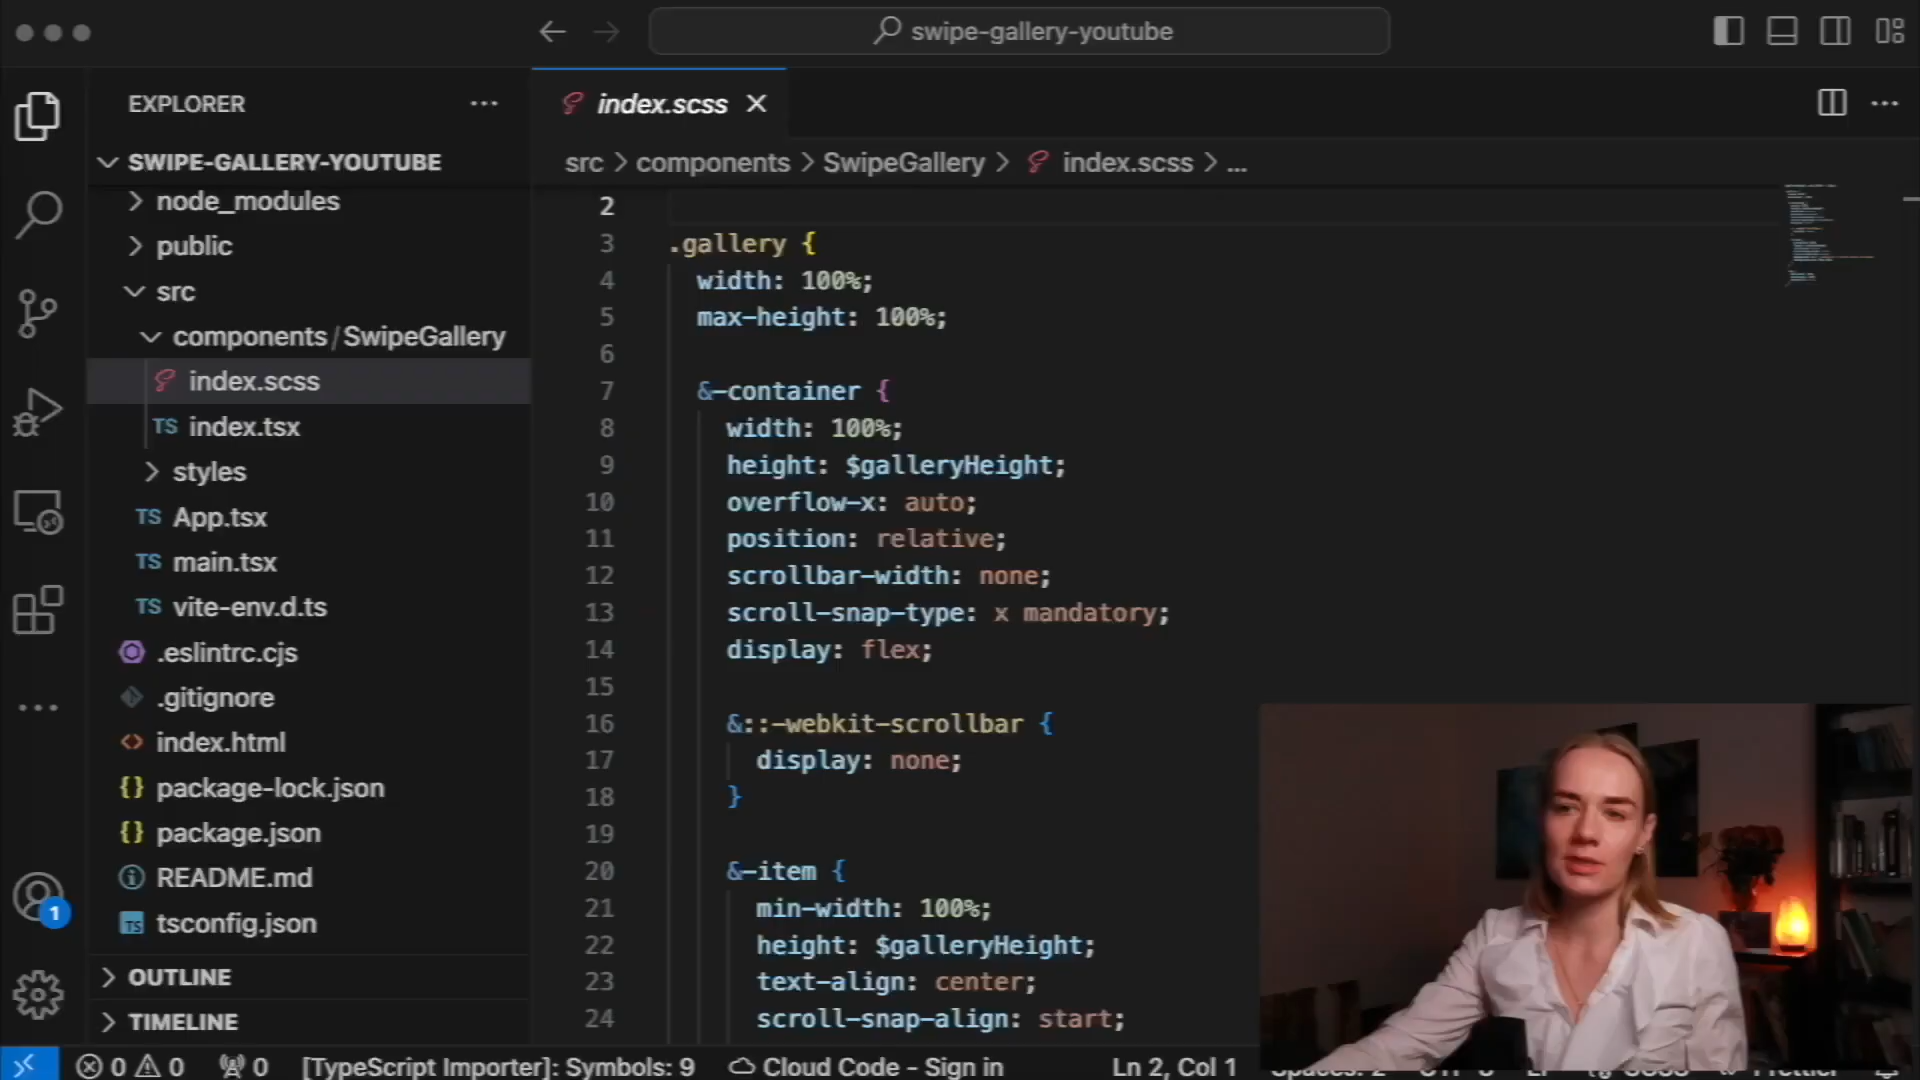 swipe-gallery-youtube
EXPLORER
SWIPE-GALLERY-YOUTUBE
node_modules
public
src
components/SwipeGallery
index.scss
TS index.tsx
styles
TS App.tsx
TS main.tsx
TS vite-env.d.ts
.eslintrc.cjs
.gitignore
index.html
{} package-lock.json
{} package.json
README.md
TS tsconfig.json
OUTLINE
TIMELINE
1
index.scss
src > components > SwipeGallery > index.scss > ...
2
3 .gallery {
4 width: 100%;
5 max-height: 100%;
6
7 &-container {
8 width: 100%;
9 height: $galleryHeight;
10 overflow-x: auto;
11 position: relative;
12 scrollbar-width: none;
13 scroll-snap-type: x mandatory;
14 display: flex;
15
16 &::-webkit-scrollbar {
17 display: none;
18 }
19
20 &-item {
21 min-width: 100%;
22 height: $galleryHeight;
23 text-align: center;
24 scroll-snap-align: start;
0 0 0 [TypeScript Importer]: Symbols: 9 Cloud Code - Sign in Ln 2, Col 1